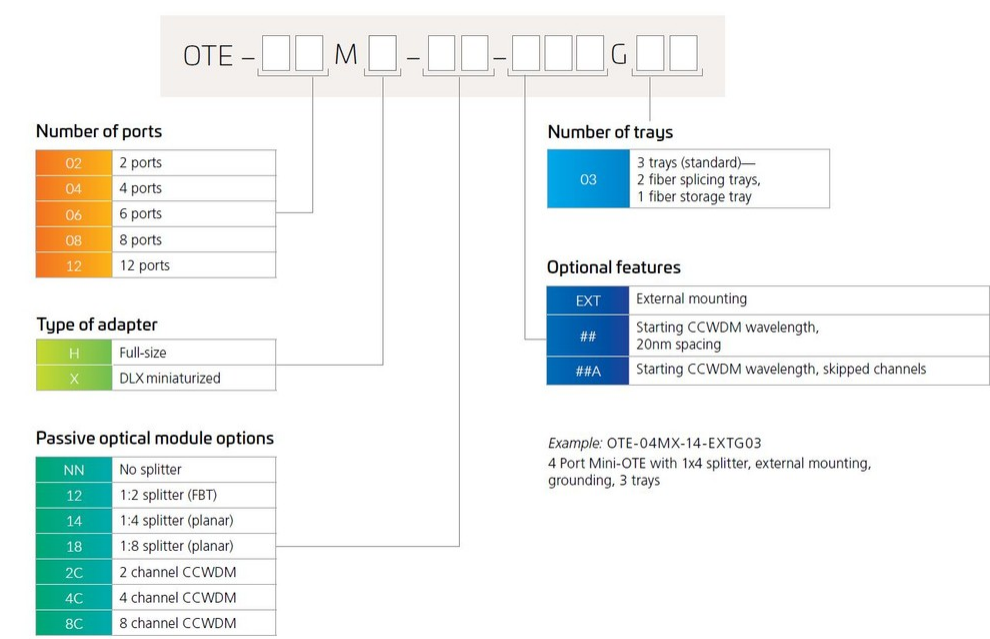 OTE – M – – G
Number of ports
02 2 ports
04 4 ports
06 6 ports
08 8 ports
12 12 ports
Type of adapter
H Full-size
X DLX miniaturized
Passive optical module options
NN No splitter
12 1:2 splitter (FBT)
14 1:4 splitter (planar)
18 1:8 splitter (planar)
2C 2 channel CCWDM
4C 4 channel CCWDM
8C 8 channel CCWDM
Number of trays
03 3 trays (standard)—
2 fiber splicing trays,
1 fiber storage tray
Optional features
EXT External mounting
## Starting CCWDM wavelength,
20nm spacing
##A Starting CCWDM wavelength, skipped channels
Example: OTE-04MX-14-EXTG03
4 Port Mini-OTE with 1x4 splitter, external mounting,
grounding, 3 trays